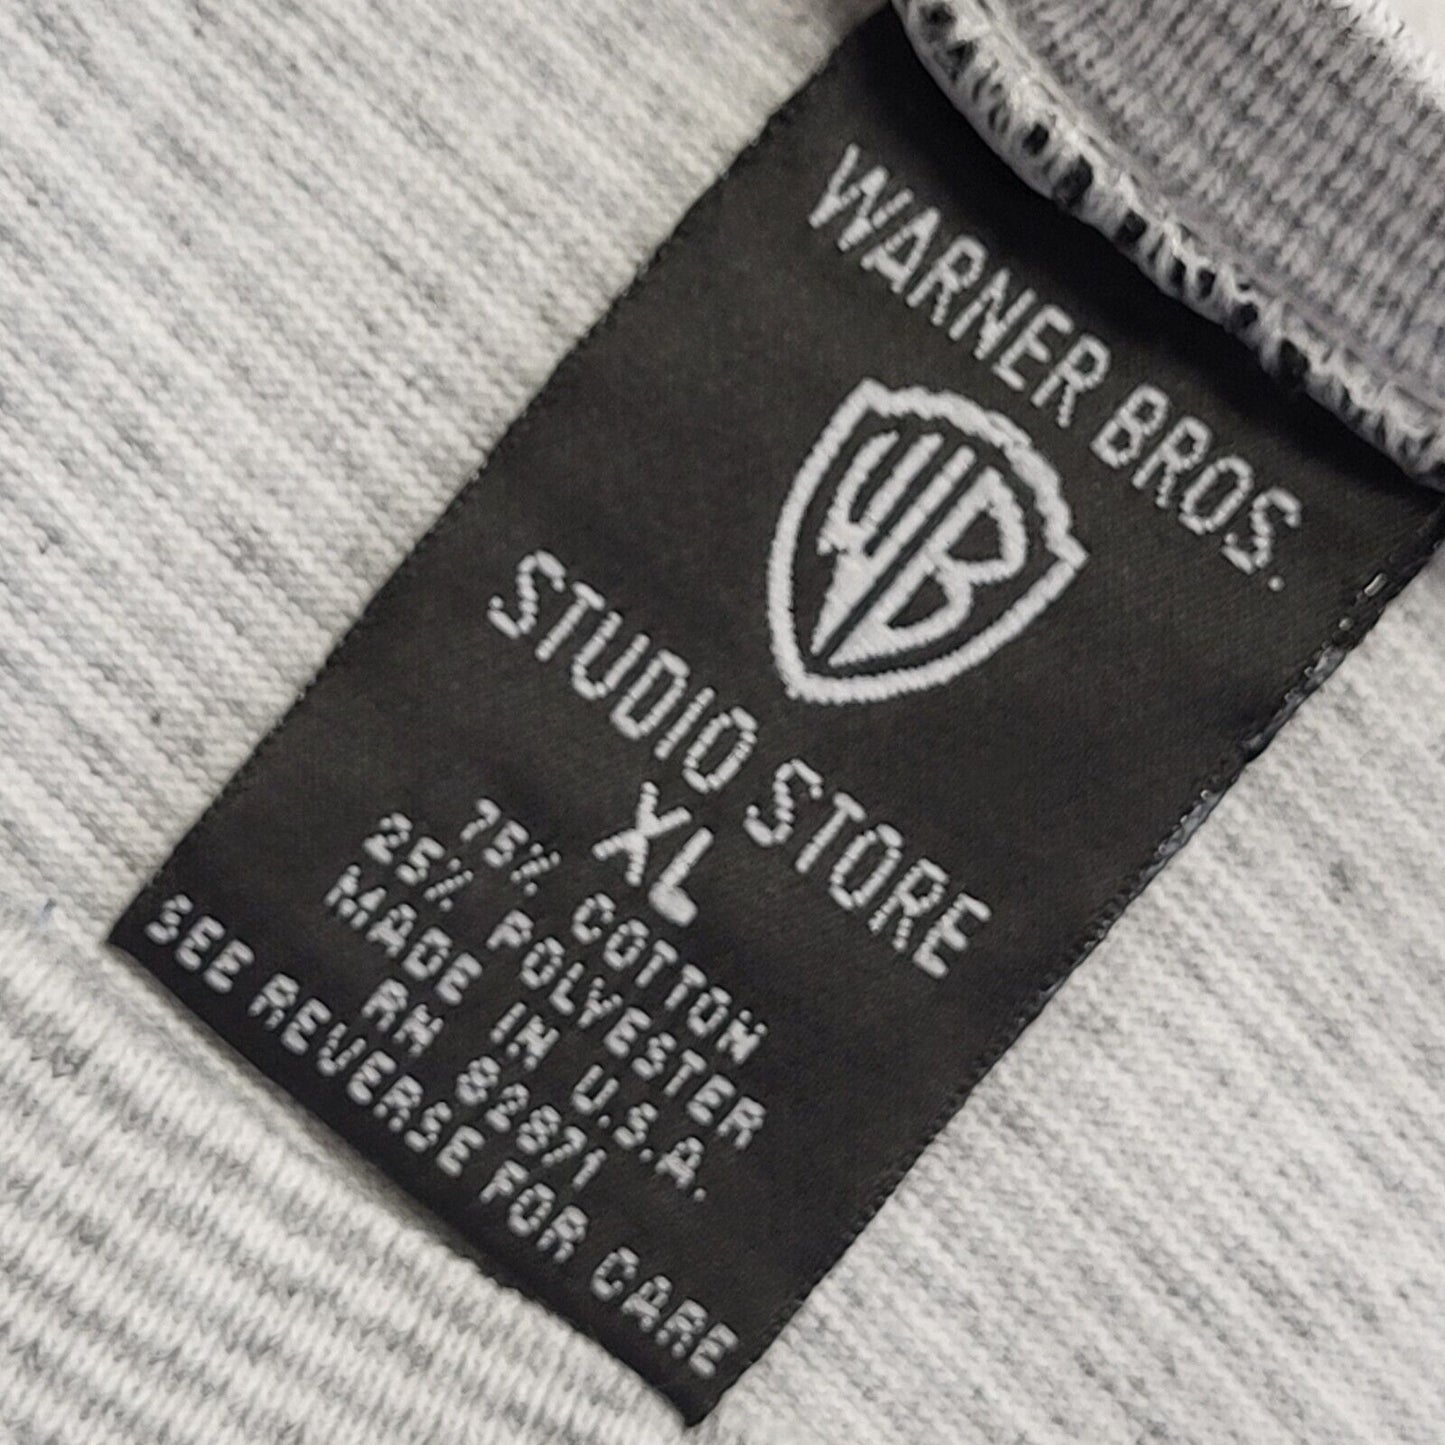 WARNER BROS.
WB
STUDIO STORE
XL
75% COTTON
25% POLYESTER
MADE IN U.S.A.
RN 82871
SEE REVERSE FOR CARE